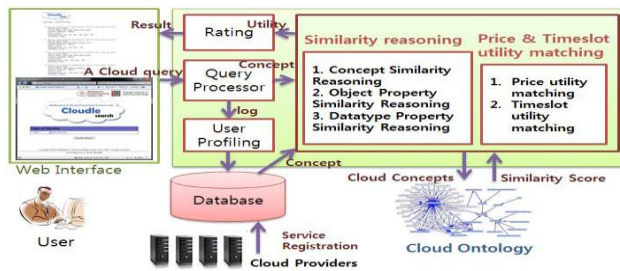 Result
Rating
Utility
A Cloud query
Query
Processor
Concept
log
User
Profiling
Concept
Similarity reasoning
1. Concept Similarity
Reasoning
2. Object Property
Similarity Reasoning
3. Datatype Property
Similarity Reasoning
Price & Timeslot
utility matching
1. Price utility
matching
2. Timeslot
utility
matching
Cloudle
search
Web Interface
User
Database
Service
Registration
Cloud Providers
Cloud Concepts
Similarity Score
Cloud Ontology